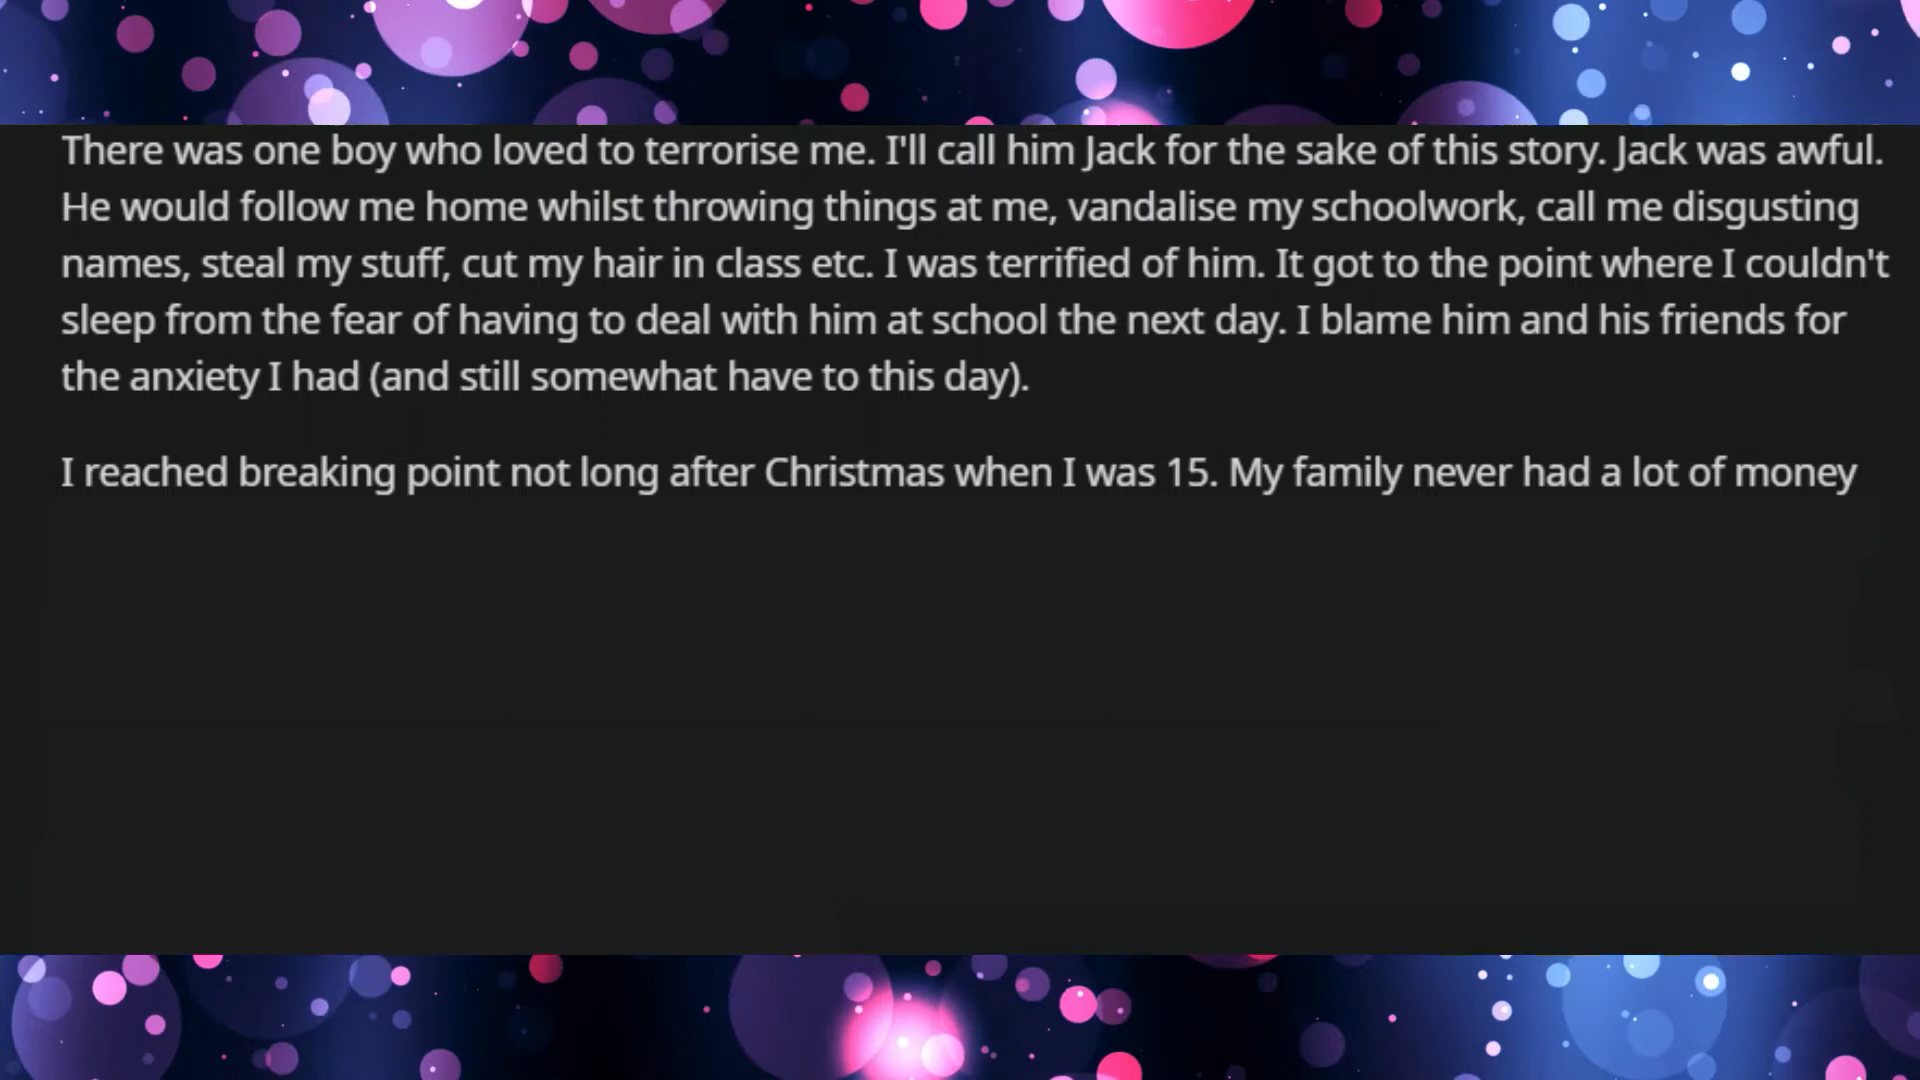 There was one boy who loved to terrorise me. I'll call him Jack for the sake of this story. Jack was awful.
He would follow me home whilst throwing things at me, vandalise my schoolwork, call me disgusting
names, steal my stuff, cut my hair in class etc. I was terrified of him. It got to the point where I couldn't
sleep from the fear of having to deal with him at school the next day. I blame him and his friends for
the anxiety I had (and still somewhat have to this day).
I reached breaking point not long after Christmas when I was 15. My family never had a lot of money